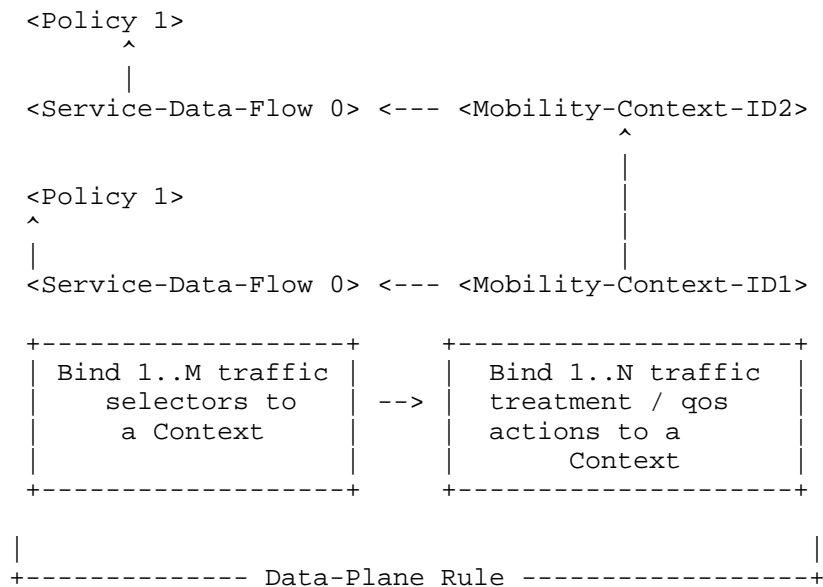 <Policy 1>
^
|
<Service-Data-Flow 0> <--- <Mobility-Context-ID2>
^
|
<Policy 1> |
^ |
| |
<Service-Data-Flow 0> <--- <Mobility-Context-ID1>
+-------------------+ +---------------------+
| Bind 1..M traffic | | Bind 1..N traffic |
| selectors to | --> | treatment / qos |
| a Context | | actions to a |
| | | Context |
+-------------------+ +---------------------+
| |
+-------------- Data-Plane Rule ------------------+